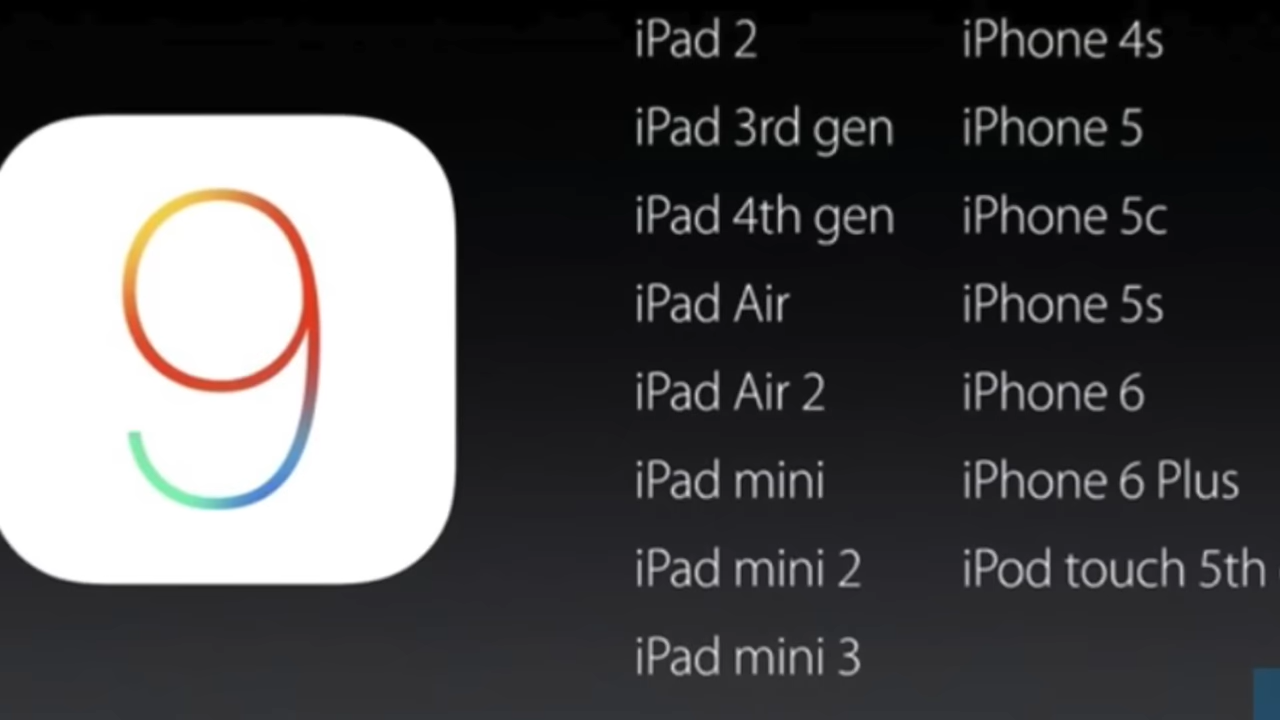 9
iPad 2
iPad 3rd gen
iPad 4th gen
iPad Air
iPad Air 2
iPad mini
iPad mini 2
iPad mini 3
iPhone 4s
iPhone 5
iPhone 5c
iPhone 5s
iPhone 6
iPhone 6 Plus
iPod touch 5th